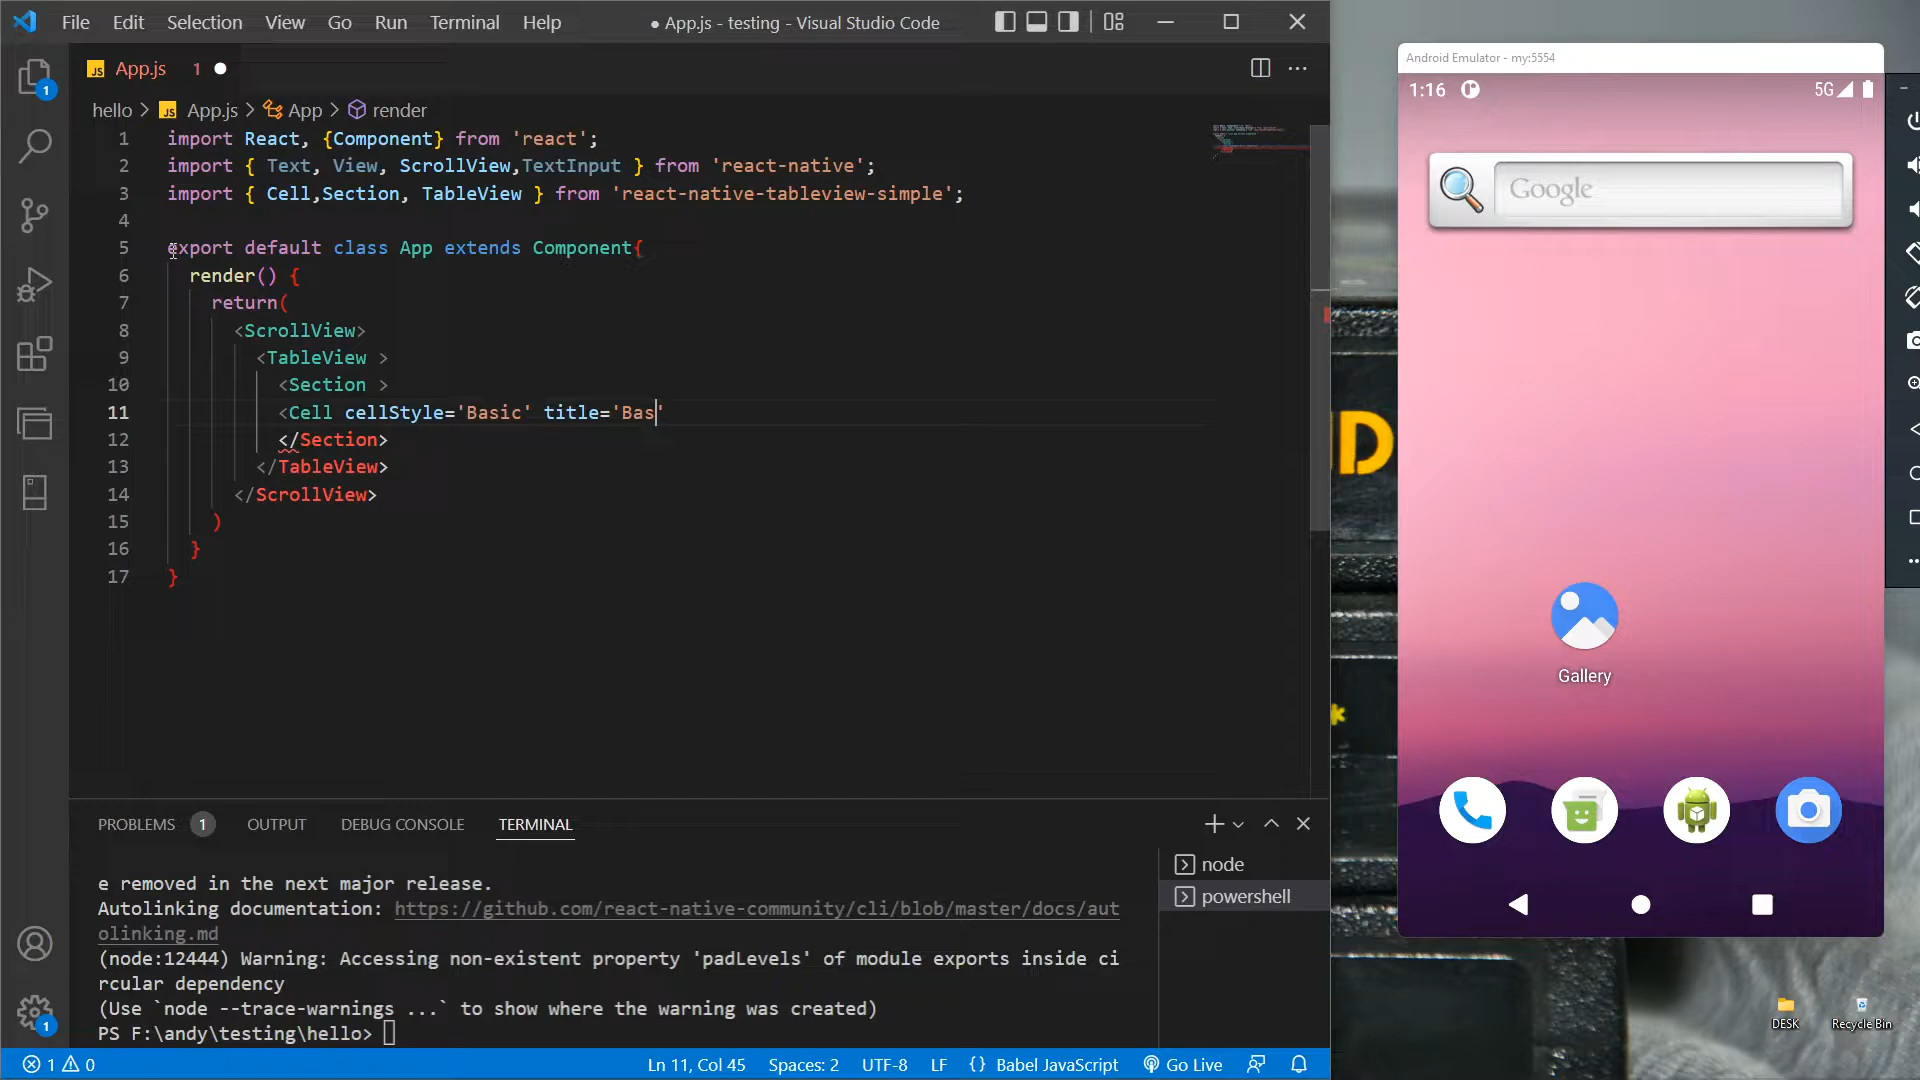 File Edit Selection View Go Run Terminal Help ● App.js - testing - Visual Studio Code
JS App.js 1
hello > JS App.js > App > render
1 import React, {Component} from 'react';
2 import { Text, View, ScrollView,TextInput } from 'react-native';
3 import { Cell,Section, TableView } from 'react-native-tableview-simple';
4
5 export default class App extends Component{
6 render() {
7 return(
8 <ScrollView>
9 <TableView >
10 <Section >
11 <Cell cellStyle='Basic' title='Bas'
12 </Section>
13 </TableView>
14 </ScrollView>
15 )
16 }
17 }
PROBLEMS 1 OUTPUT DEBUG CONSOLE TERMINAL
e removed in the next major release.
Autolinking documentation: https://github.com/react-native-community/cli/blob/master/docs/aut
olinking.md
(node:12444) Warning: Accessing non-existent property 'padLevels' of module exports inside ci
rcular dependency
(Use `node --trace-warnings ...` to show where the warning was created)
PS F:\andy\testing\hello>
node
powershell
1
1
1 0 Ln 11, Col 45 Spaces: 2 UTF-8 LF {} Babel JavaScript Go Live
Android Emulator - my:5554
1:16 5G
Google
Gallery
D
DESK
Recycle Bin